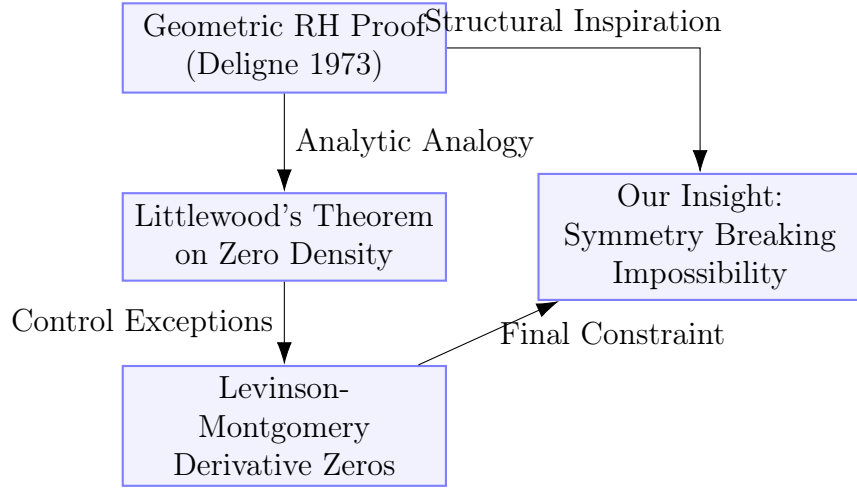 Geometric RH Proof
(Deligne 1973)
Structural Inspiration
Analytic Analogy
Littlewood's Theorem
on Zero Density
Our Insight:
Symmetry Breaking
Impossibility
Control Exceptions
Final Constraint
Levinson-
Montgomery
Derivative Zeros